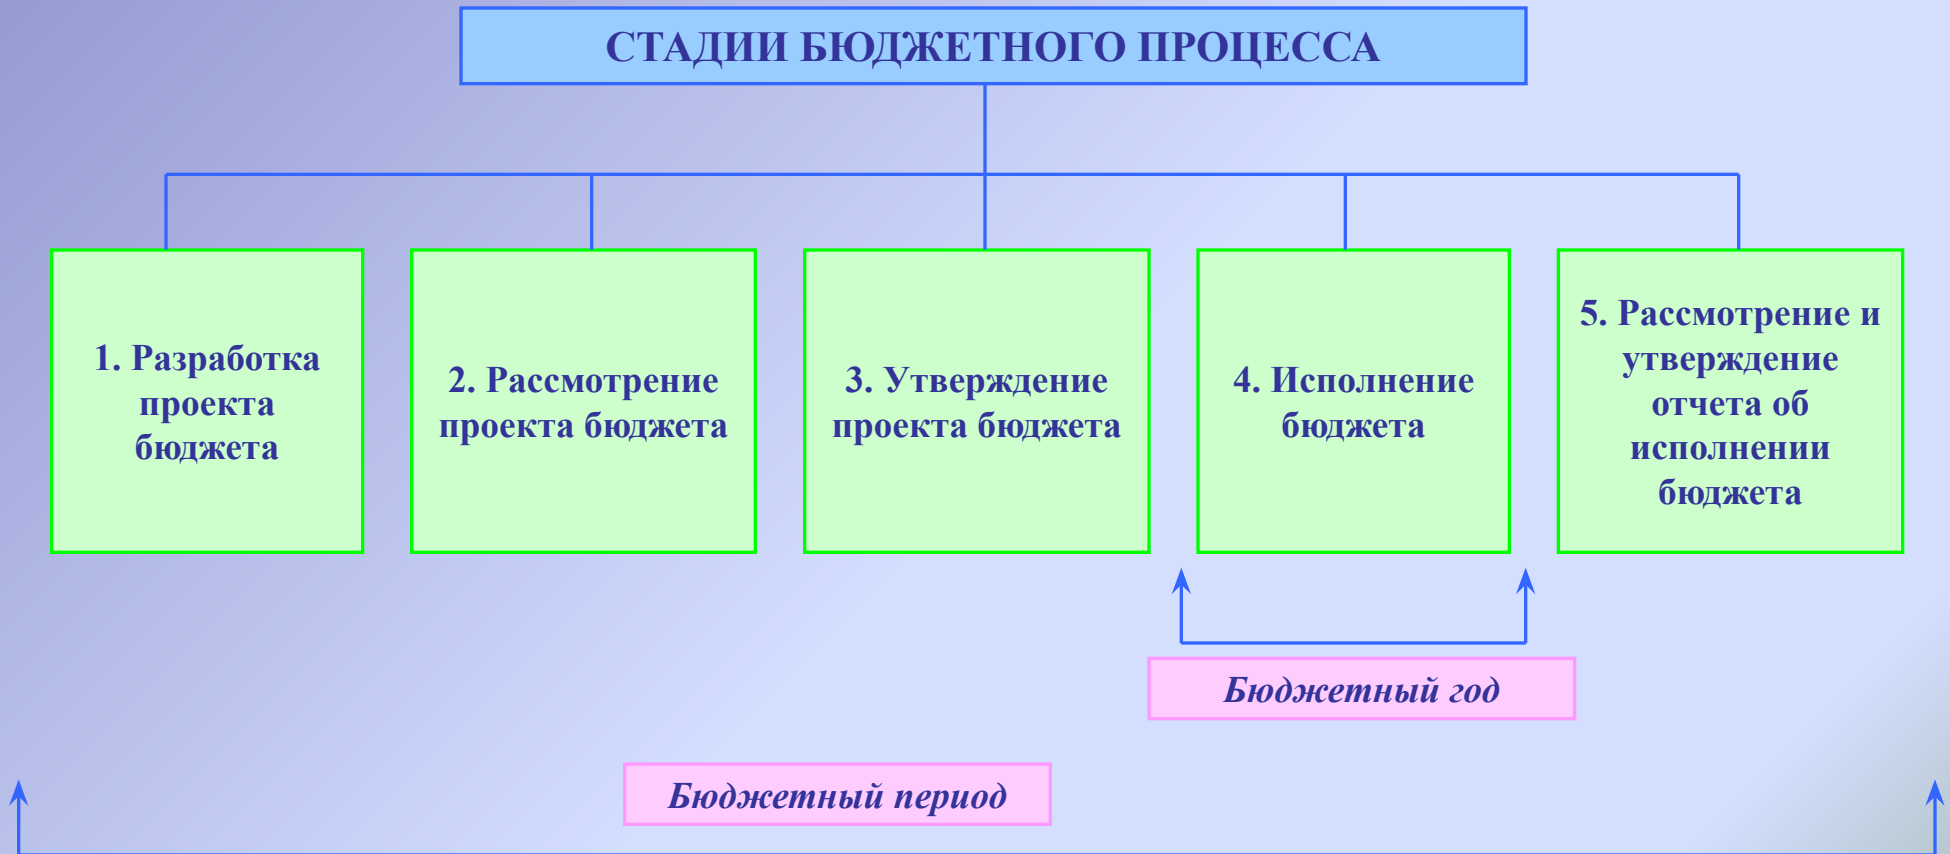 СТАДИИ БЮДЖЕТНОГО ПРОЦЕССА
1. Разработка
проекта
бюджета
2. Рассмотрение
проекта бюджета
3. Утверждение
проекта бюджета
4. Исполнение
бюджета
5. Рассмотрение и
утверждение
отчета об
исполнении
бюджета
Бюджетный год
Бюджетный период